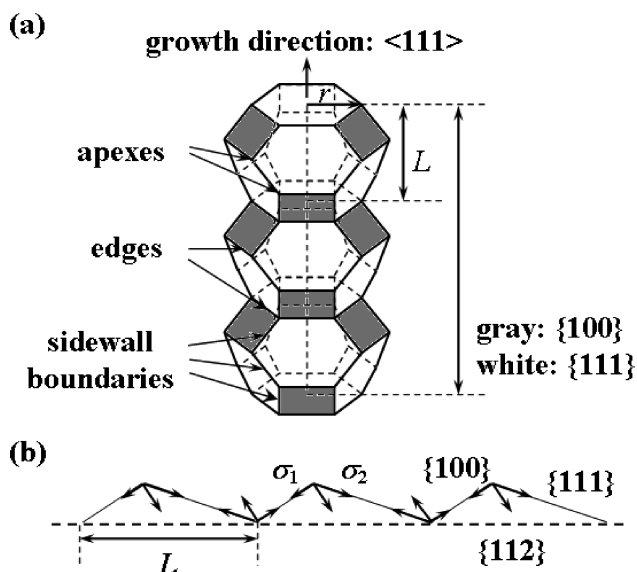 (a)
growth direction: <111>
r
apexes
L
edges
gray: {100}
white: {111}
sidewall
boundaries
(b)
σ1 σ2 {100} {111}
L
{112}